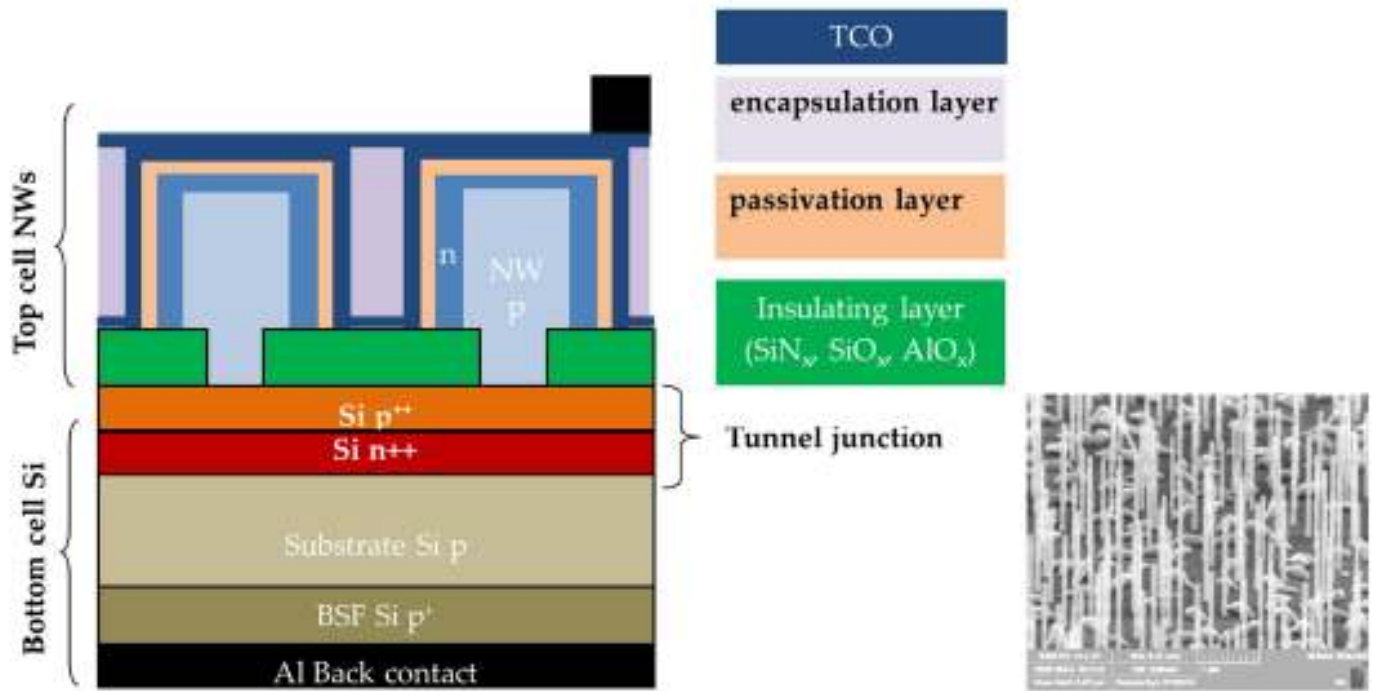 TCO
encapsulation layer
passivation layer
Insulating layer
(SiNₓ, SiOₓ, AlOₓ)
Top cell NWs
n
NW
p
Si p⁺⁺
Si n++
Tunnel junction
Bottom cell Si
Substrate Si p
BSF Si p⁺
Al Back contact